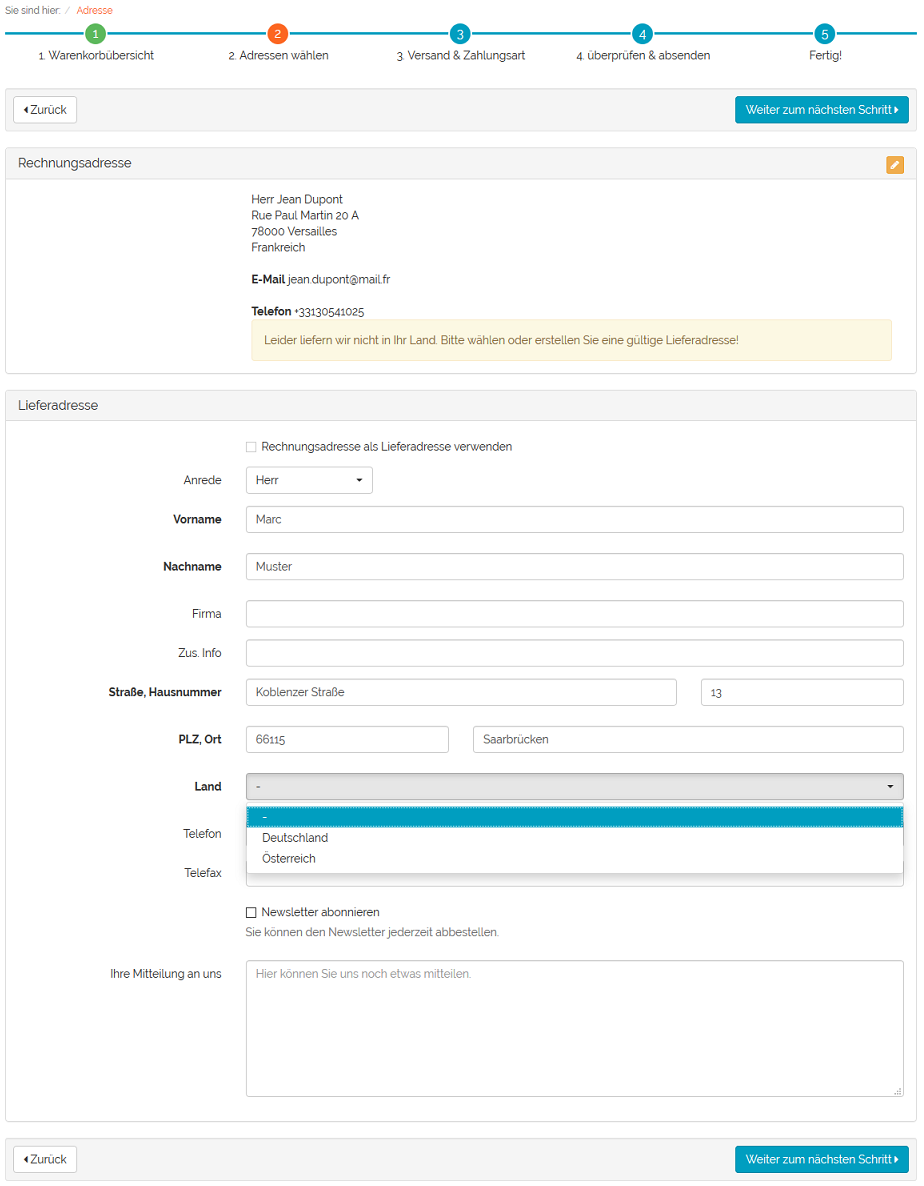 Sie sind hier: / Adresse
1 2 3 4 5
1. Warenkorbübersicht 2. Adressen wählen 3. Versand & Zahlungsart 4. überprüfen & absenden Fertig!
Zurück Weiter zum nächsten Schritt
Rechnungsadresse
Herr Jean Dupont
Rue Paul Martin 20 A
78000 Versailles
Frankreich
E-Mail jean.dupont@mail.fr
Telefon +33130541025
Leider liefern wir nicht in Ihr Land. Bitte wählen oder erstellen Sie eine gültige Lieferadresse!
Lieferadresse
Rechnungsadresse als Lieferadresse verwenden
Anrede Herr
Vorname Marc
Nachname Muster
Firma
Zus. Info
Straße, Hausnummer Koblenzer Straße 13
PLZ, Ort 66115 Saarbrücken
Land -
-
Telefon Deutschland
Österreich
Telefax
Newsletter abonnieren
Sie können den Newsletter jederzeit abbestellen.
Ihre Mitteilung an uns Hier können Sie uns noch etwas mitteilen.
Zurück Weiter zum nächsten Schritt